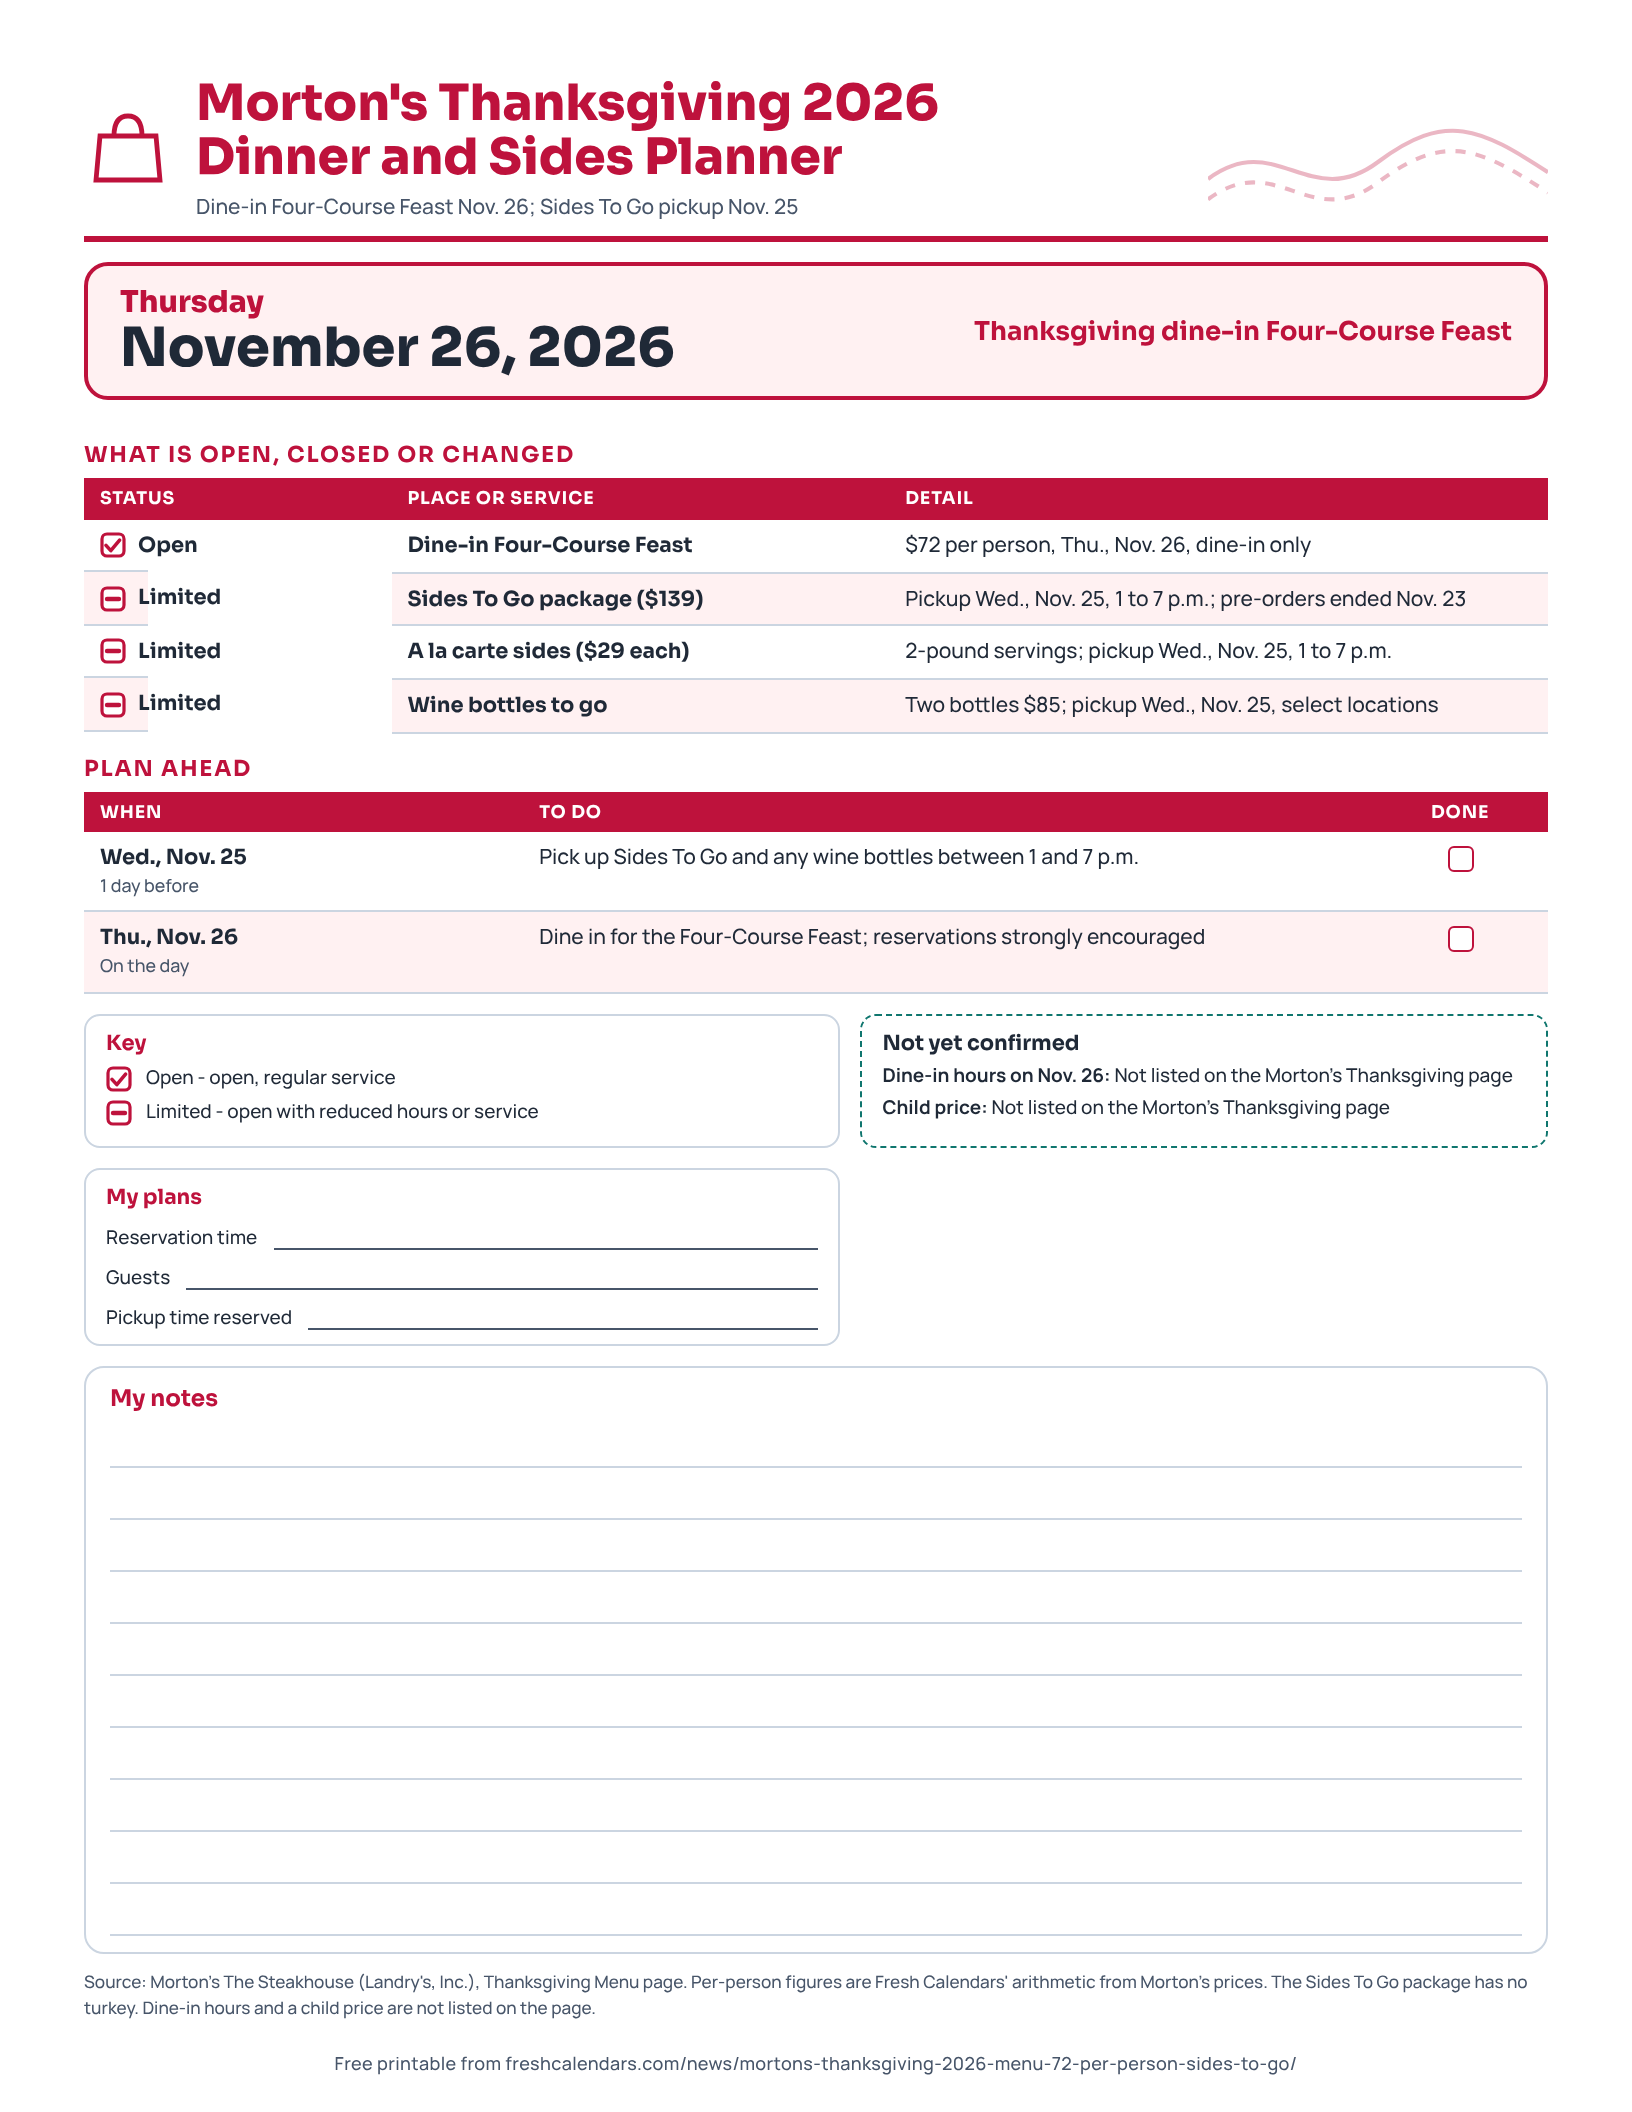 Morton's Thanksgiving 2026
Dinner and Sides Planner
Dine-in Four-Course Feast Nov. 26; Sides To Go pickup Nov. 25
Thursday
November 26, 2026
Thanksgiving dine-in Four-Course Feast
WHAT IS OPEN, CLOSED OR CHANGED
STATUS PLACE OR SERVICE DETAIL
Open Dine-in Four-Course Feast $72 per person, Thu., Nov. 26, dine-in only
Limited Sides To Go package ($139) Pickup Wed., Nov. 25, 1 to 7 p.m.; pre-orders ended Nov. 23
Limited A la carte sides ($29 each) 2-pound servings; pickup Wed., Nov. 25, 1 to 7 p.m.
Limited Wine bottles to go Two bottles $85; pickup Wed., Nov. 25, select locations
PLAN AHEAD
WHEN TO DO DONE
Wed., Nov. 25 Pick up Sides To Go and any wine bottles between 1 and 7 p.m.
1 day before
Thu., Nov. 26 Dine in for the Four-Course Feast; reservations strongly encouraged
On the day
Key
Open - open, regular service
Limited - open with reduced hours or service
Not yet confirmed
Dine-in hours on Nov. 26: Not listed on the Morton's Thanksgiving page
Child price: Not listed on the Morton's Thanksgiving page
My plans
Reservation time
Guests
Pickup time reserved
My notes
Source: Morton's The Steakhouse (Landry's, Inc.), Thanksgiving Menu page. Per-person figures are Fresh Calendars' arithmetic from Morton's prices. The Sides To Go package has no
turkey. Dine-in hours and a child price are not listed on the page.
Free printable from freshcalendars.com/news/mortons-thanksgiving-2026-menu-72-per-person-sides-to-go/